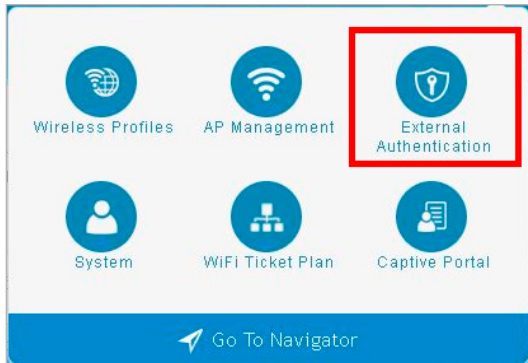 Wireless Profiles
AP Management
External
Authentication
System
WiFi Ticket Plan
Captive Portal
Go To Navigator